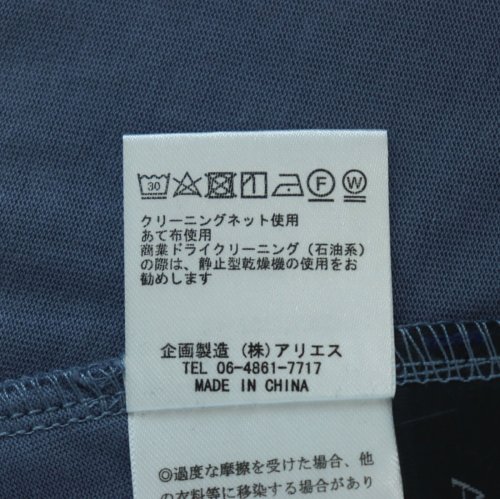 30 F W
クリーニングネット使用
あて布使用
商業ドライクリーニング（石油系）
の際は、静止型乾燥機の使用をお
勧めします
企画製造 (株)アリエス
TEL 06-4861-7717
MADE IN CHINA
◎過度な摩擦を受けた場合、他
の衣料等に移染する場合があり